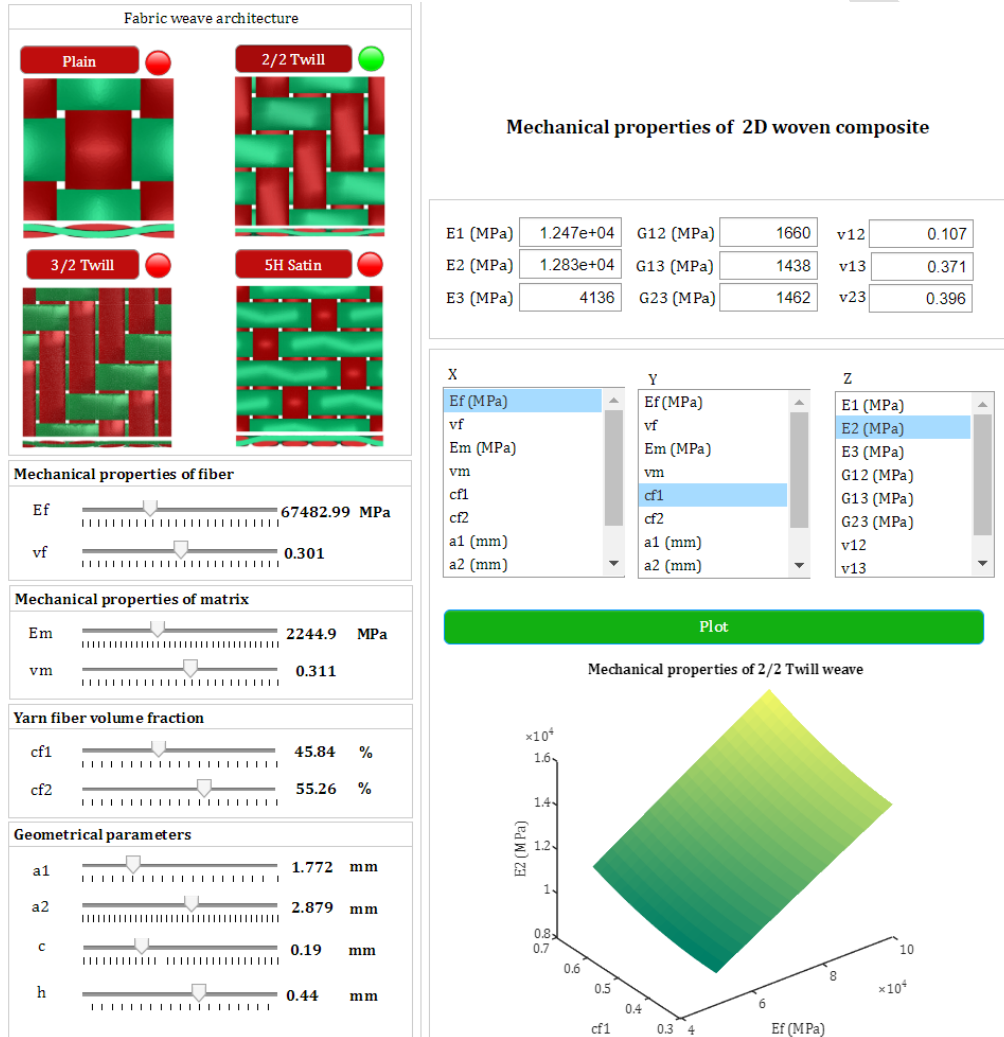 Fabric weave architecture
Plain
2/2 Twill
3/2 Twill
5H Satin
Mechanical properties of fiber
Ef 67482.99 MPa
vf 0.301
Mechanical properties of matrix
Em 2244.9 MPa
vm 0.311
Yarn fiber volume fraction
cf1 45.84 %
cf2 55.26 %
Geometrical parameters
a1 1.772 mm
a2 2.879 mm
c 0.19 mm
h 0.44 mm
Mechanical properties of 2D woven composite
E1 (MPa) 1.247e+04 G12 (MPa) 1660 v12 0.107
E2 (MPa) 1.283e+04 G13 (MPa) 1438 v13 0.371
E3 (MPa) 4136 G23 (MPa) 1462 v23 0.396
X
Ef (MPa)
vf
Em (MPa)
vm
cf1
cf2
a1 (mm)
a2 (mm)
Y
Ef (MPa)
vf
Em (MPa)
vm
cf1
cf2
a1 (mm)
a2 (mm)
Z
E1 (MPa)
E2 (MPa)
E3 (MPa)
G12 (MPa)
G13 (MPa)
G23 (MPa)
v12
v13
Plot
Mechanical properties of 2/2 Twill weave
×10⁴
1.6
1.4
1.2
1
0.8
E2 (MPa)
0.7
0.6
0.5
0.4
0.3
cf1
4
6
8
10
×10⁴
Ef (MPa)